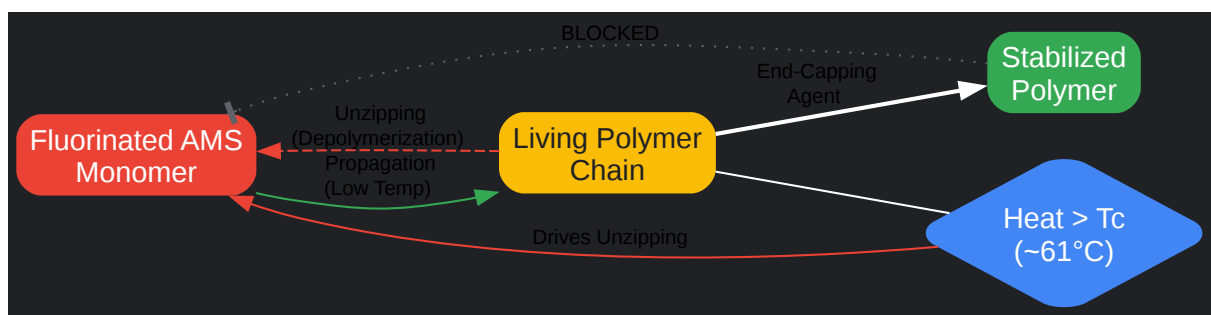 BLOCKED
Stabilized
Polymer
End-Capping
Agent
Unzipping
(Depolymerization)
Fluorinated AMS
Monomer
Propagation
(Low Temp)
Living Polymer
Chain
Heat > Tc
(~61°C)
Drives Unzipping